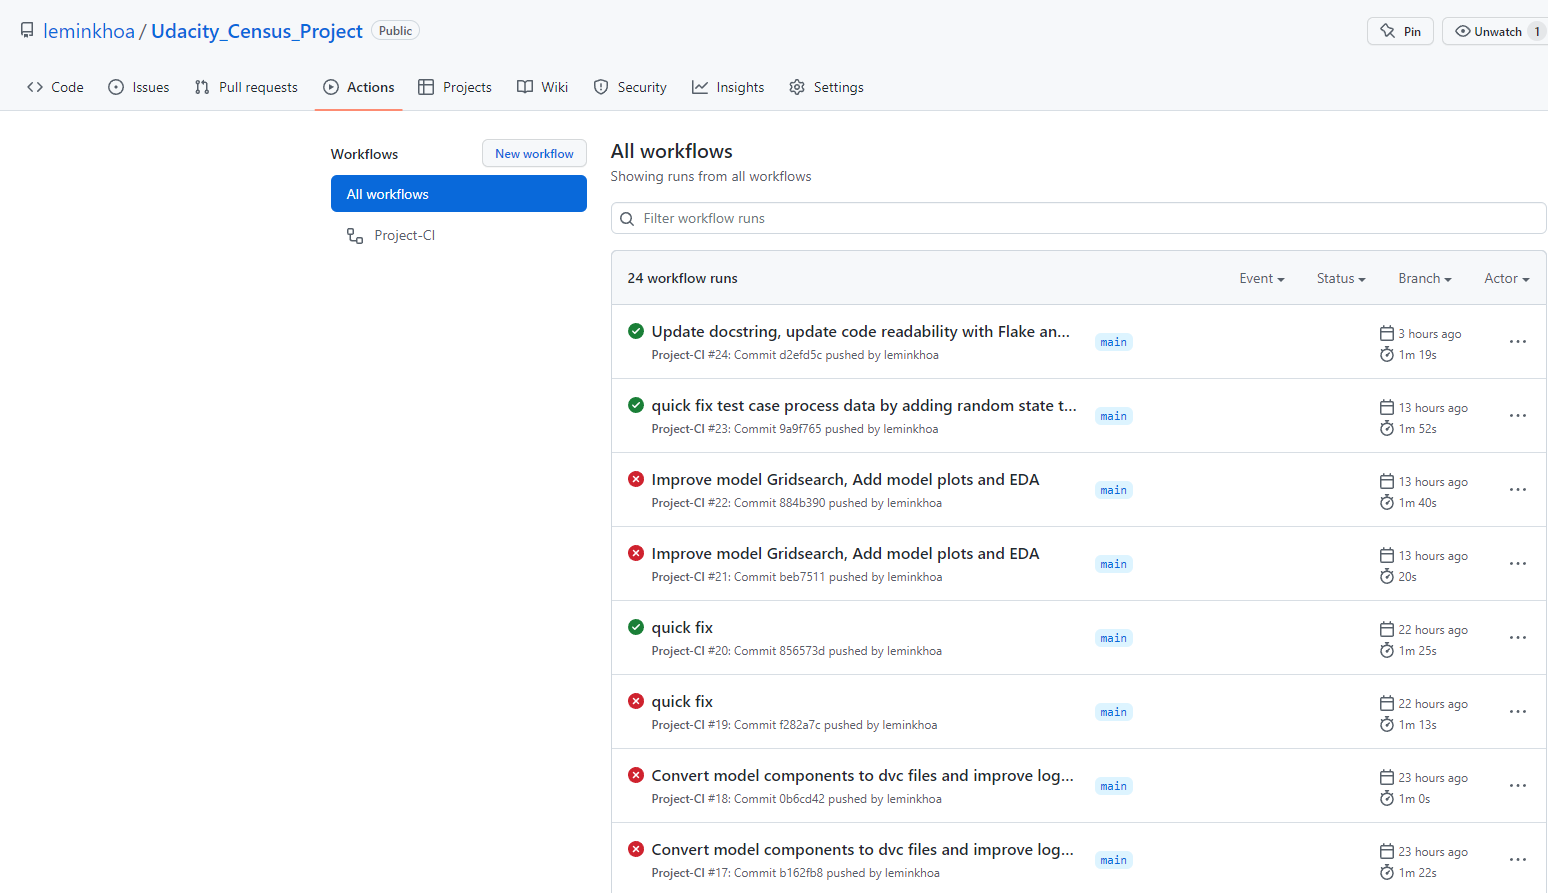 leminkhoa / Udacity_Census_Project Public
Pin
Unwatch 1
Code Issues Pull requests Actions Projects Wiki Security Insights Settings
Workflows
New workflow
All workflows
Project-CI
All workflows
Showing runs from all workflows
Filter workflow runs
24 workflow runs
Event Status Branch Actor
Update docstring, update code readability with Flake an...
Project-CI #24: Commit d2efd5c pushed by leminkhoa
main
3 hours ago
1m 19s
quick fix test case process data by adding random state t...
Project-CI #23: Commit 9a9f765 pushed by leminkhoa
main
13 hours ago
1m 52s
Improve model Gridsearch, Add model plots and EDA
Project-CI #22: Commit 884b390 pushed by leminkhoa
main
13 hours ago
1m 40s
Improve model Gridsearch, Add model plots and EDA
Project-CI #21: Commit beb7511 pushed by leminkhoa
main
13 hours ago
20s
quick fix
Project-CI #20: Commit 856573d pushed by leminkhoa
main
22 hours ago
1m 25s
quick fix
Project-CI #19: Commit f282a7c pushed by leminkhoa
main
22 hours ago
1m 13s
Convert model components to dvc files and improve log...
Project-CI #18: Commit 0b6cd42 pushed by leminkhoa
main
23 hours ago
1m 0s
Convert model components to dvc files and improve log...
Project-CI #17: Commit b162fb8 pushed by leminkhoa
main
23 hours ago
1m 22s